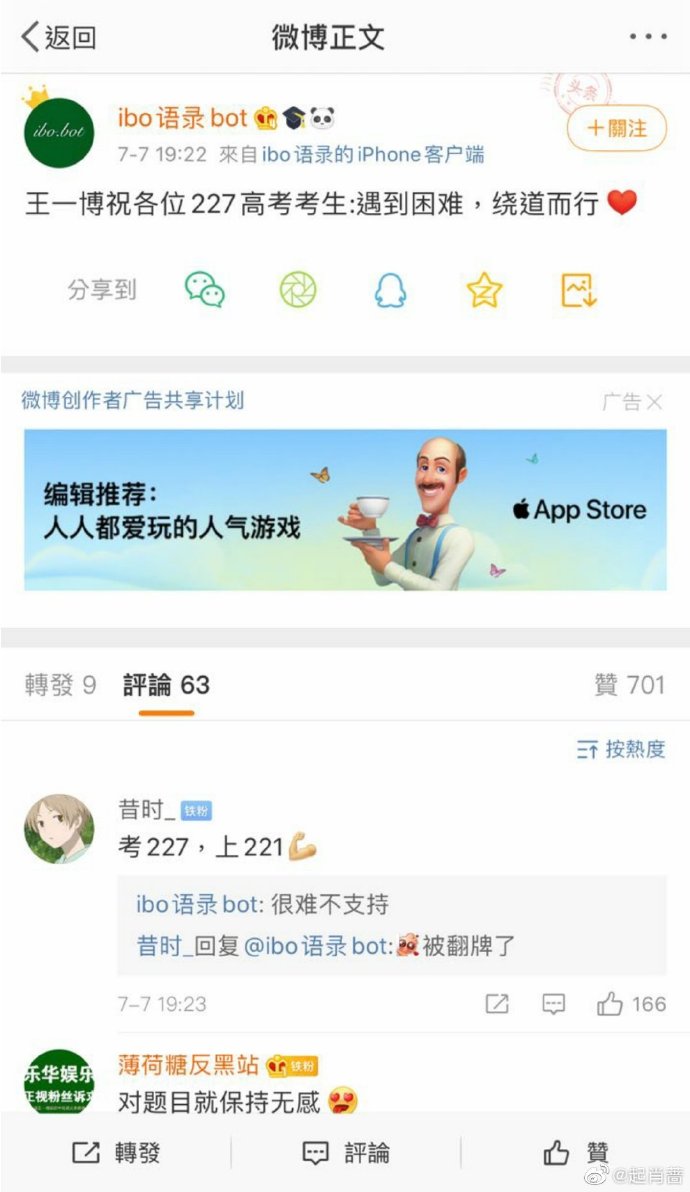 返回
微博正文
头条
ibo.bot
ibo语录bot
+關注
7-7 19:22 來自ibo语录的iPhone客户端
王一博祝各位227高考考生:遇到困难，绕道而行
分享到
微博创作者广告共享计划
广告
编辑推荐：
人人都爱玩的人气游戏
App Store
轉發 9
評論 63
贊 701
按熱度
昔时_ 铁粉
考227，上221
ibo语录bot: 很难不支持
昔时_回复@ibo语录bot:被翻牌了
7-7 19:23
166
乐华娱乐
正视粉丝诉求
薄荷糖反黑站 铁粉
对题目就保持无感
轉發
評論
贊
@起肖蔷